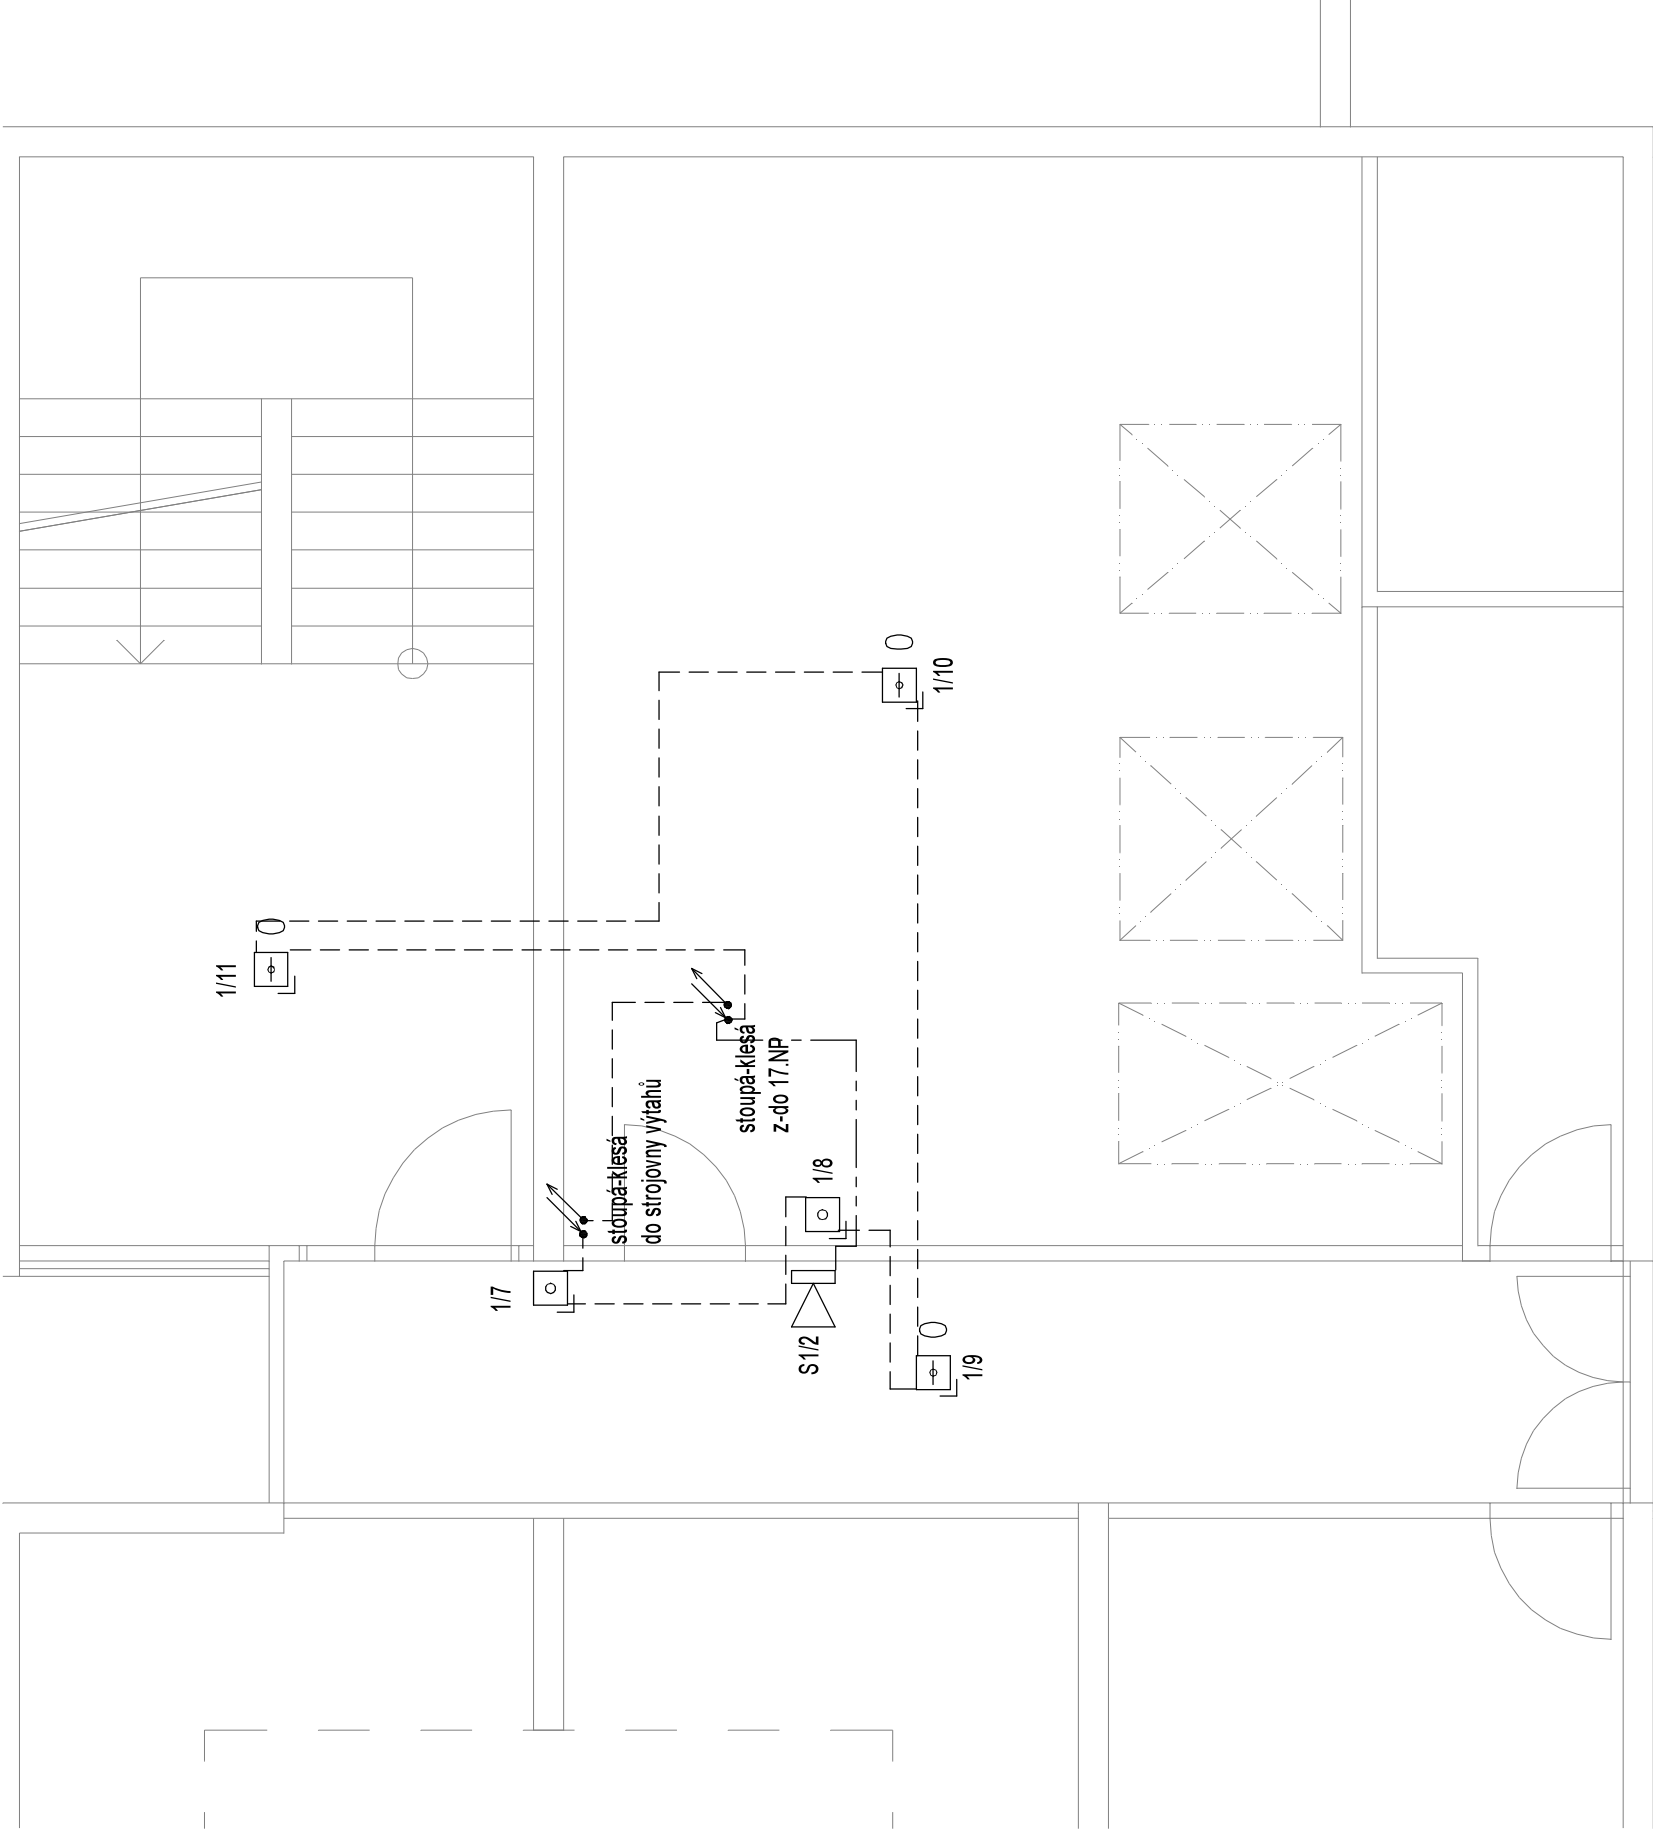 1/10
1/11
stoupá-klesá
z-do 17.NP
stoupá-klesá
do strojovny výtahů
1/8
1/7
S1/2
1/9